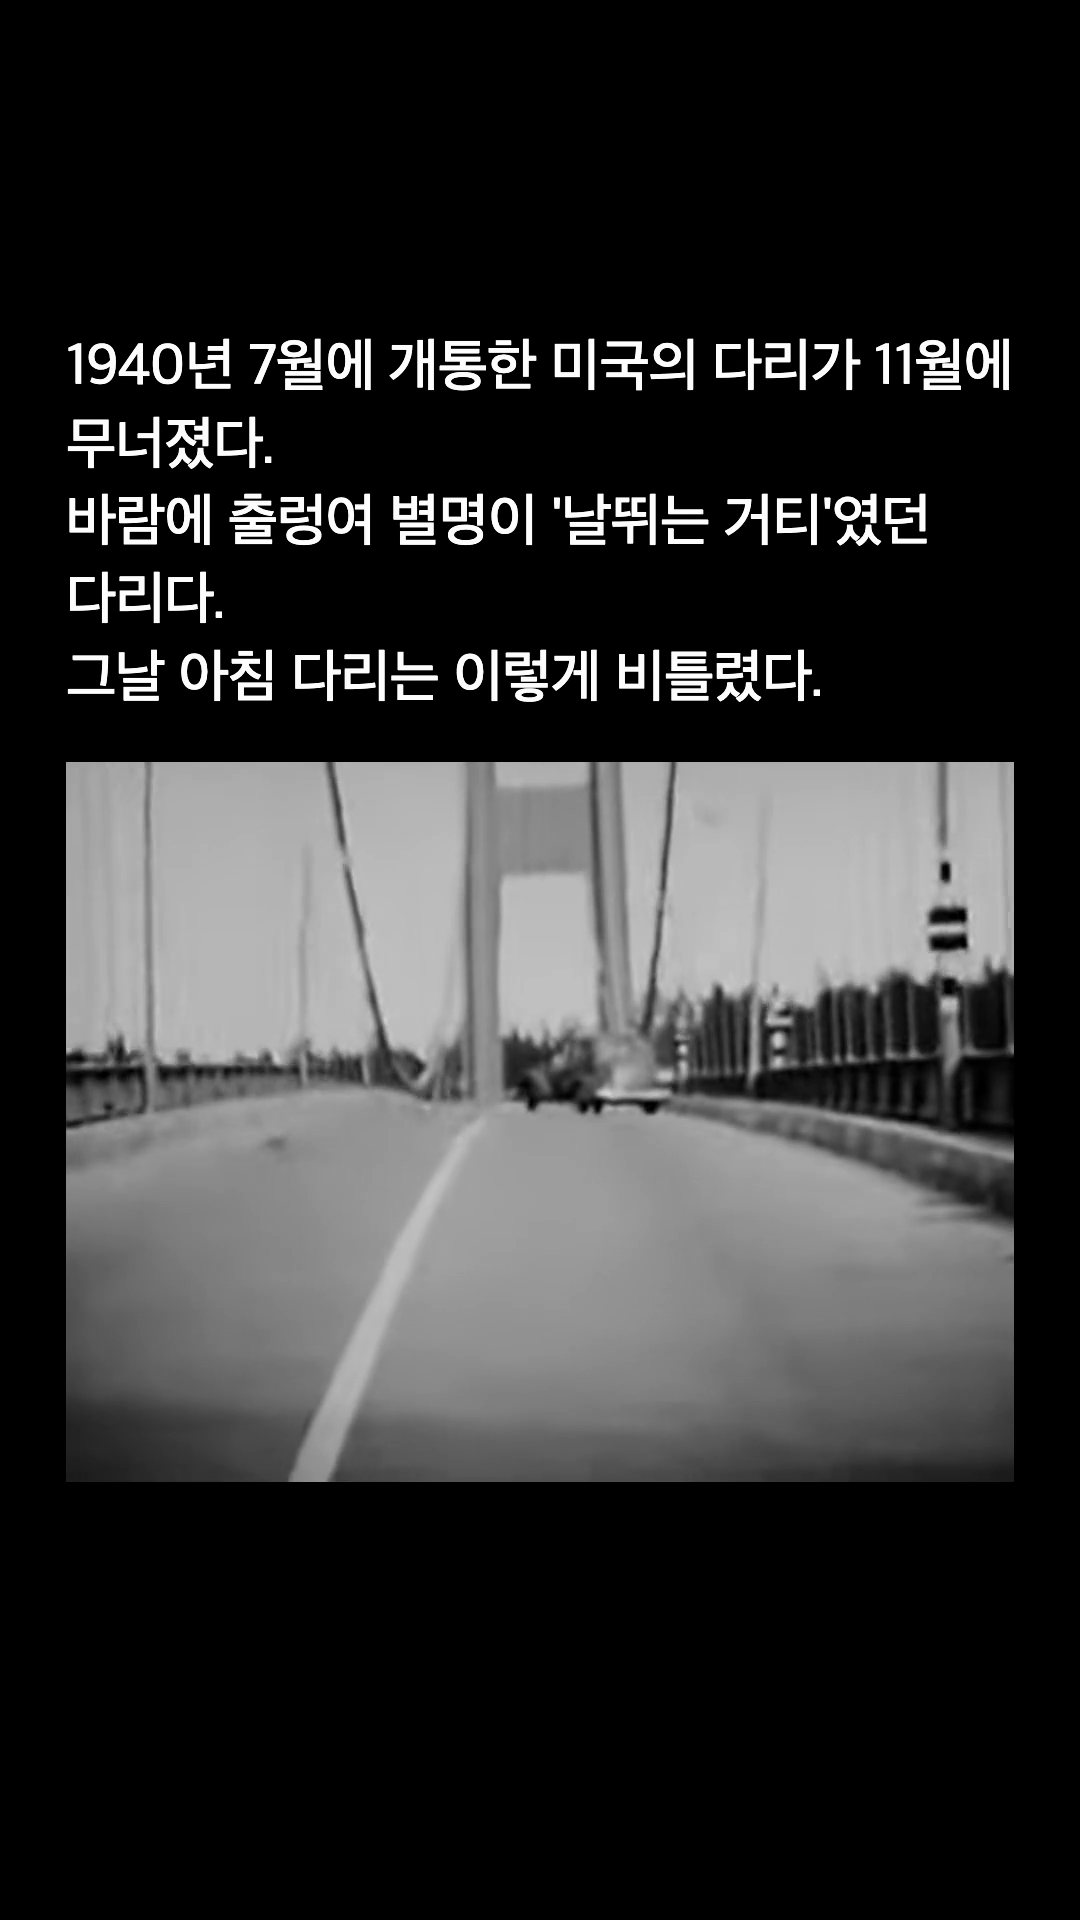 1940년 7월에 개통한 미국의 다리가 11월에
무너졌다.
바람에 출렁여 별명이 '날뛰는 거티'였던
다리다.
그날 아침 다리는 이렇게 비틀렸다.